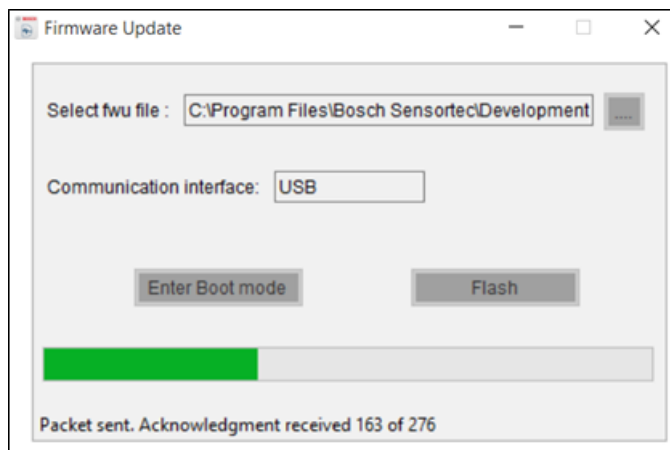 Firmware Update
Select fwu file : C:\Program Files\Bosch Sensortec\Development ....
Communication interface: USB
Enter Boot mode Flash
Packet sent. Acknowledgment received 163 of 276